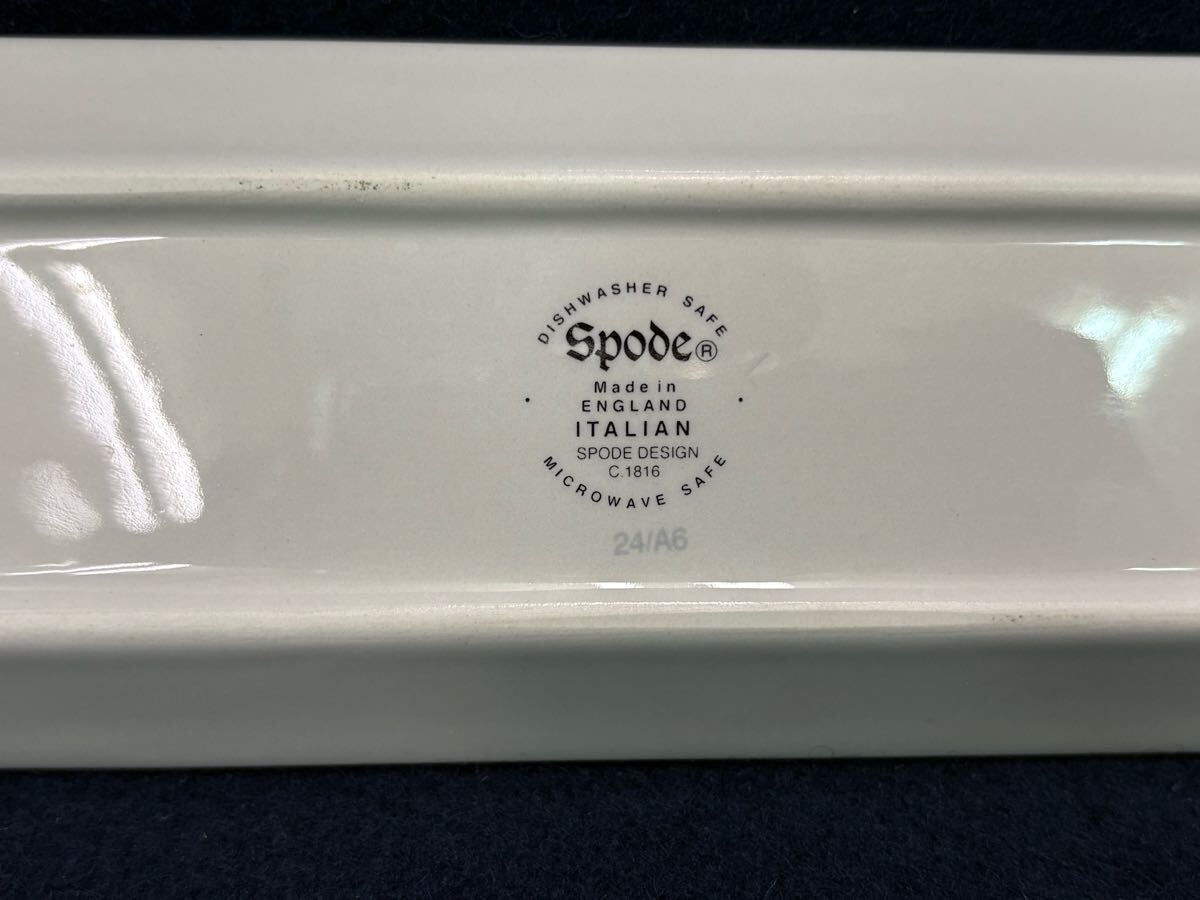 DISHWASHER SAFE
Spode®
Made in
ENGLAND
ITALIAN
SPODE DESIGN
C.1816
MICROWAVE SAFE
24/A6